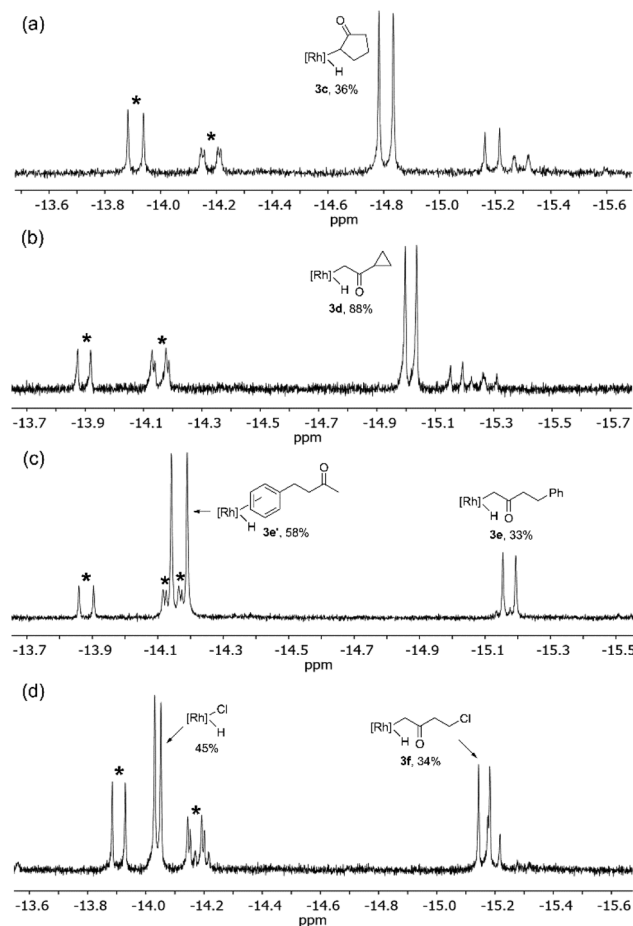 (a)
O
[Rh]
H
3c, 36%
*
*
-13.6 -13.8 -14.0 -14.2 -14.4 -14.6 -14.8 -15.0 -15.2 -15.4 -15.6
ppm
(b)
[Rh]
H O
3d, 88%
* *
-13.7 -13.9 -14.1 -14.3 -14.5 -14.7 -14.9 -15.1 -15.3 -15.5 -15.7
ppm
(c)
O
[Rh]
H
3e', 58%
Ph
[Rh]
H O
3e, 33%
* * *
-13.7 -13.9 -14.1 -14.3 -14.5 -14.7 -14.9 -15.1 -15.3 -15.5
ppm
(d)
Cl
[Rh]
H
45%
Cl
[Rh]
H O
3f, 34%
*
*
-13.6 -13.8 -14.0 -14.2 -14.4 -14.6 -14.8 -15.0 -15.2 -15.4 -15.6
ppm